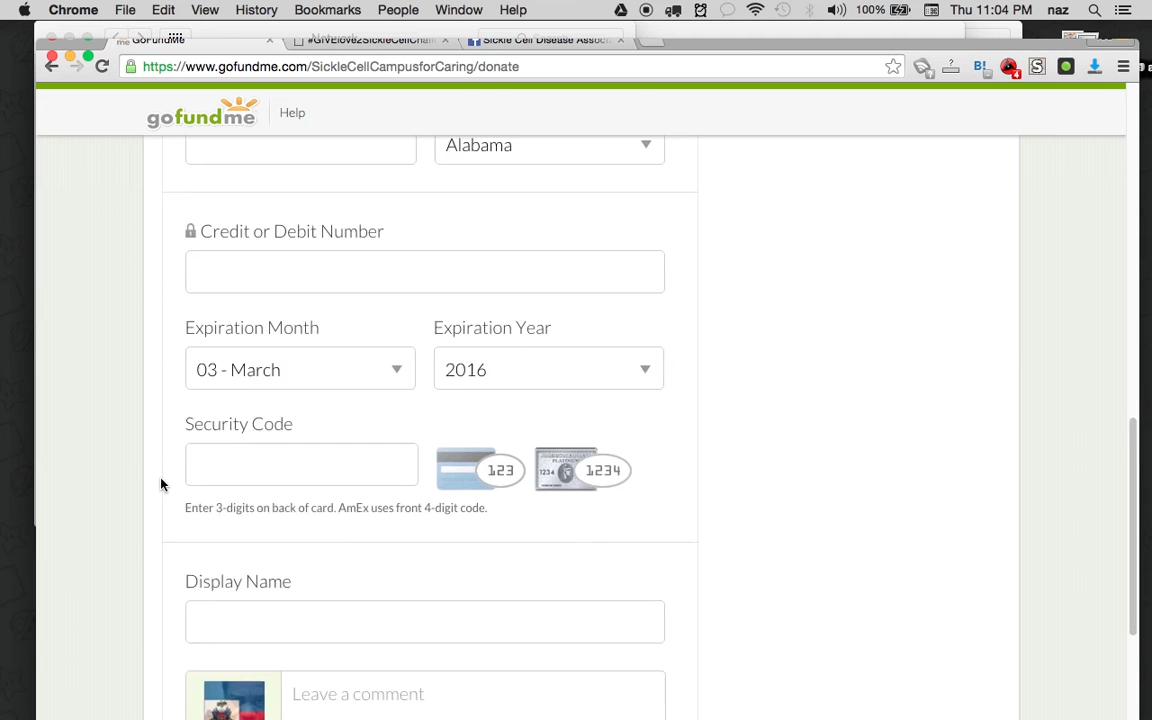 Chrome File Edit View History Bookmarks People Window Help 100% Thu 11:04 PM naz
GoFundMe #GIVElove2SickleCellChall Sickle Cell Disease Assoc
https://www.gofundme.com/SickleCellCampusforCaring/donate
gofundme Help
Alabama
Credit or Debit Number
Expiration Month Expiration Year
03 - March 2016
Security Code
123 1234
Enter 3-digits on back of card. AmEx uses front 4-digit code.
Display Name
Leave a comment